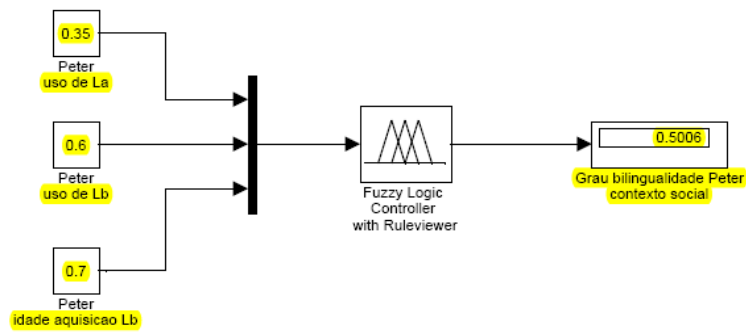 0.35
Peter
uso de La
0.6
Peter
uso de Lb
0.7
Peter
idade aquisicao Lb
Fuzzy Logic
Controller
with Ruleviewer
0.5006
Grau bilingualidade Peter
contexto social